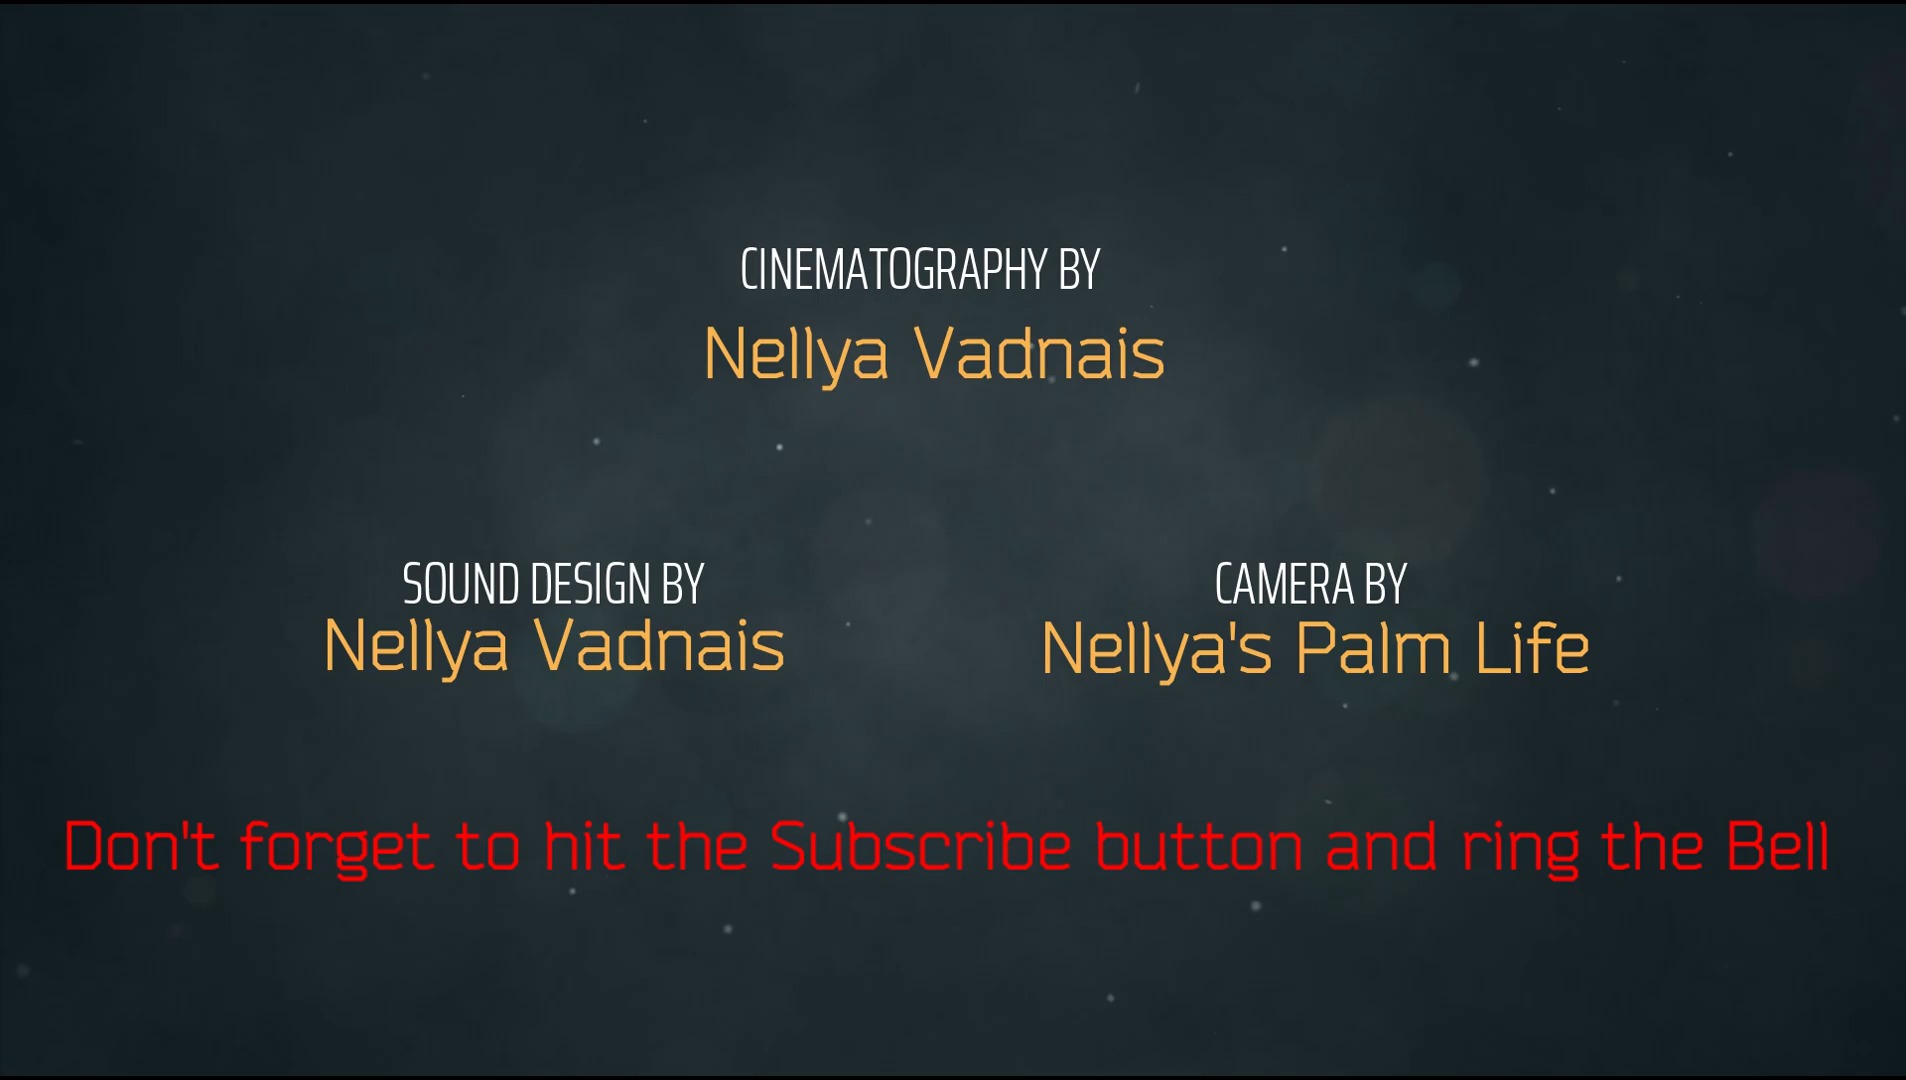 CINEMATOGRAPHY BY
Nellya Vadnais
SOUND DESIGN BY
Nellya Vadnais
CAMERA BY
Nellya's Palm Life
Don't forget to hit the Subscribe button and ring the Bell